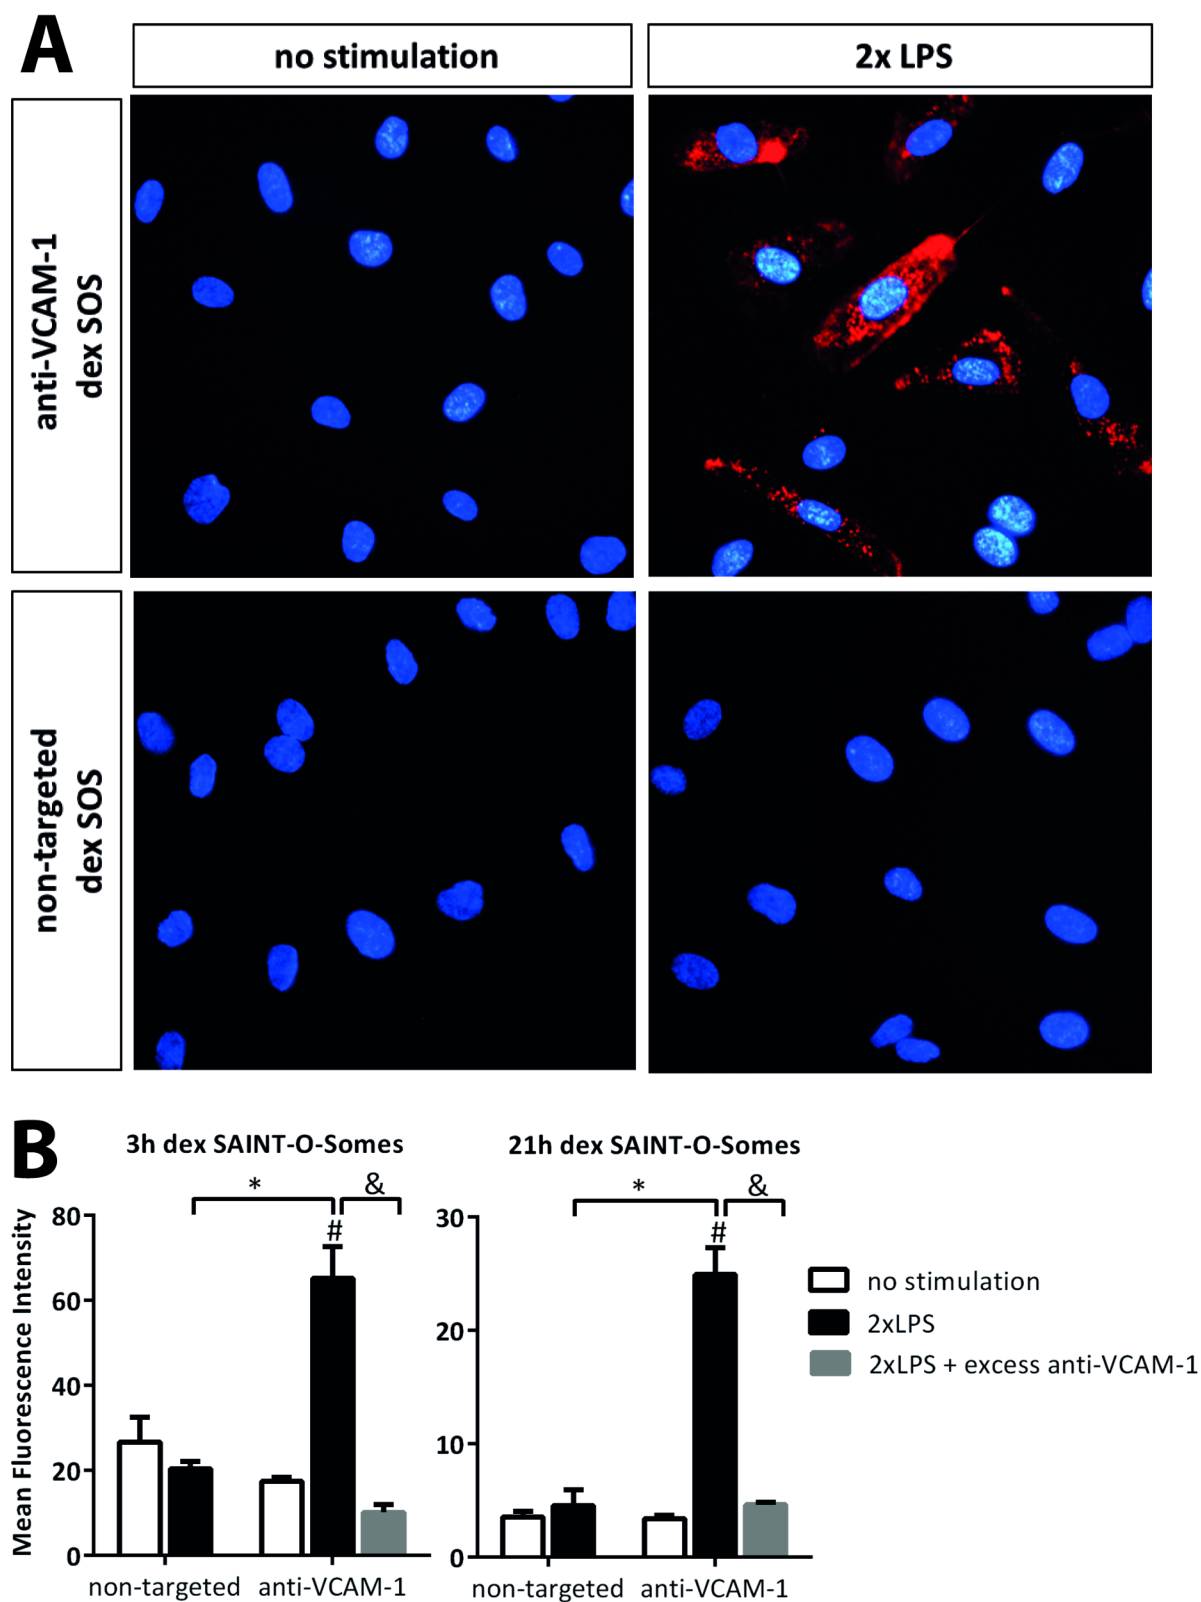 A
no stimulation
2x LPS
anti-VCAM-1
dex SOS
non-targeted
dex SOS
B
3h dex SAINT-O-Somes
21h dex SAINT-O-Somes
* &
* &
#
#
Mean Fluorescence Intensity
80
60
40
20
0
non-targeted
anti-VCAM-1
30
20
10
0
non-targeted
anti-VCAM-1
no stimulation
2xLPS
2xLPS + excess anti-VCAM-1